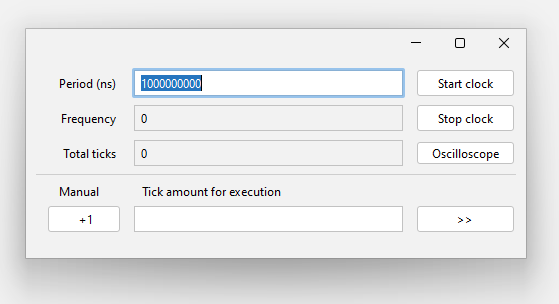 Period (ns) 1000000000 Start clock
Frequency 0 Stop clock
Total ticks 0 Oscilloscope
Manual Tick amount for execution
+1 >>